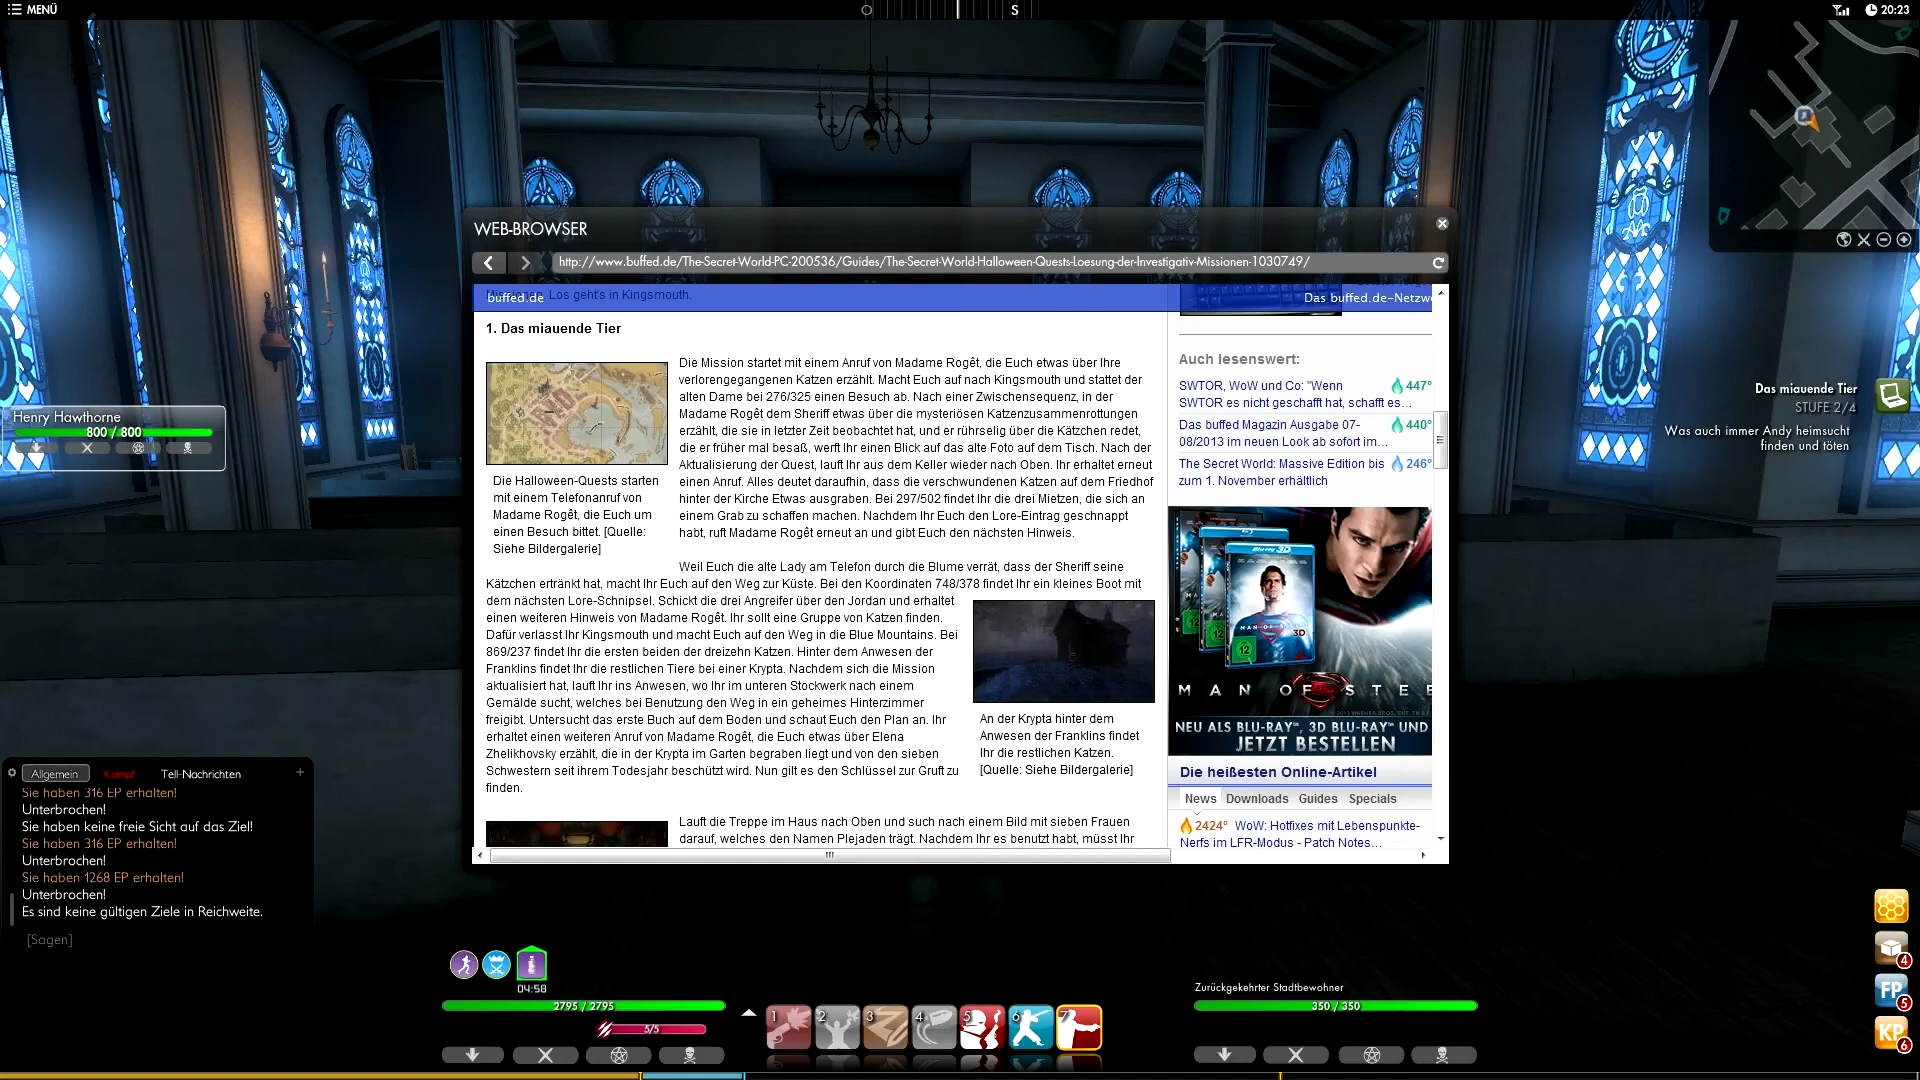 MENÜ
S
20:23
WEB-BROWSER
http://www.buffed.de/The-Secret-World-PC-200536/Guides/The-Secret-World-Halloween-Quests-Loesung-der-Investigativ-Missionen-1030749/
Los geht's in Kingsmouth.
buffed.de
Das buffed.de-Netzwe
1. Das miauende Tier
Die Mission startet mit einem Anruf von Madame Rogêt, die Euch etwas über Ihre
verlorengegangenen Katzen erzählt. Macht Euch auf nach Kingsmouth und stattet der
alten Dame bei 276/325 einen Besuch ab. Nach einer Zwischensequenz, in der
Madame Rogêt dem Sheriff etwas über die mysteriösen Katzenzusammenrottungen
erzählt, die sie in letzter Zeit beobachtet hat, und er rührselig über die Kätzchen redet,
die er früher mal besaß, werft Ihr einen Blick auf das alte Foto auf dem Tisch. Nach der
Aktualisierung der Quest, lauft Ihr aus dem Keller wieder nach Oben. Ihr erhaltet erneut
einen Anruf. Alles deutet daraufhin, dass die verschwundenen Katzen auf dem Friedhof
hinter der Kirche Etwas ausgraben. Bei 297/502 findet Ihr die drei Mietzen, die sich an
einem Grab zu schaffen machen. Nachdem Ihr Euch den Lore-Eintrag geschnappt
habt, ruft Madame Rogêt erneut an und gibt Euch den nächsten Hinweis.
Die Halloween-Quests starten
mit einem Telefonanruf von
Madame Rogêt, die Euch um
einen Besuch bittet. [Quelle:
Siehe Bildergalerie]
Weil Euch die alte Lady am Telefon durch die Blume verrät, dass der Sheriff seine
Kätzchen ertränkt hat, macht Ihr Euch auf den Weg zur Küste. Bei den Koordinaten 748/378 findet Ihr ein kleines Boot mit
dem nächsten Lore-Schnipsel. Schickt die drei Angreifer über den Jordan und erhaltet
einen weiteren Hinweis von Madame Rogêt. Ihr sollt eine Gruppe von Katzen finden.
Dafür verlasst Ihr Kingsmouth und macht Euch auf den Weg in die Blue Mountains. Bei
869/237 findet Ihr die ersten beiden der dreizehn Katzen. Hinter dem Anwesen der
Franklins findet Ihr die restlichen Tiere bei einer Krypta. Nachdem sich die Mission
aktualisiert hat, lauft Ihr ins Anwesen, wo Ihr im unteren Stockwerk nach einem
Gemälde sucht, welches bei Benutzung den Weg in ein geheimes Hinterzimmer
freigibt. Untersucht das erste Buch auf dem Boden und schaut Euch den Plan an. Ihr
erhaltet einen weiteren Anruf von Madame Rogêt, die Euch etwas über Elena
Zhelikhovsky erzählt, die in der Krypta im Garten begraben liegt und von den sieben
Schwestern seit ihrem Todesjahr beschützt wird. Nun gilt es den Schlüssel zur Gruft zu
finden.
An der Krypta hinter dem
Anwesen der Franklins findet
Ihr die restlichen Katzen.
[Quelle: Siehe Bildergalerie]
Lauft die Treppe im Haus nach Oben und such nach einem Bild mit sieben Frauen
darauf, welches den Namen Plejaden trägt. Nachdem Ihr es benutzt habt, müsst Ihr
Auch lesenswert:
SWTOR, WoW und Co: "Wenn
SWTOR es nicht geschafft hat, schafft es...
447°
Das buffed Magazin Ausgabe 07-
08/2013 im neuen Look ab sofort im...
440°
The Secret World: Massive Edition bis
zum 1. November erhältlich
246°
Blu-ray 3D
MAN OF STEEL
3D
12
MAN OF STEE
NEU ALS BLU-RAY™, 3D BLU-RAY™ UND
JETZT BESTELLEN
Die heißesten Online-Artikel
News Downloads Guides Specials
2424° WoW: Hotfixes mit Lebenspunkte-
Nerfs im LFR-Modus - Patch Notes...
Das miauende Tier
STUFE 2/4
Was auch immer Andy heimsucht
finden und töten
Henry Hawthorne
800 / 800
Allgemein Kampf Tell-Nachrichten
Sie haben 316 EP erhalten!
Unterbrochen!
Sie haben keine freie Sicht auf das Ziel!
Sie haben 316 EP erhalten!
Unterbrochen!
Sie haben 1268 EP erhalten!
Unterbrochen!
Es sind keine gültigen Ziele in Reichweite.
[Sagen]
04:58
2795 / 2795
5/5
1 2 3 4 5 6 7
Zurückgekehrter Stadtbewohner
350 / 350
4
FP
5
KP
6